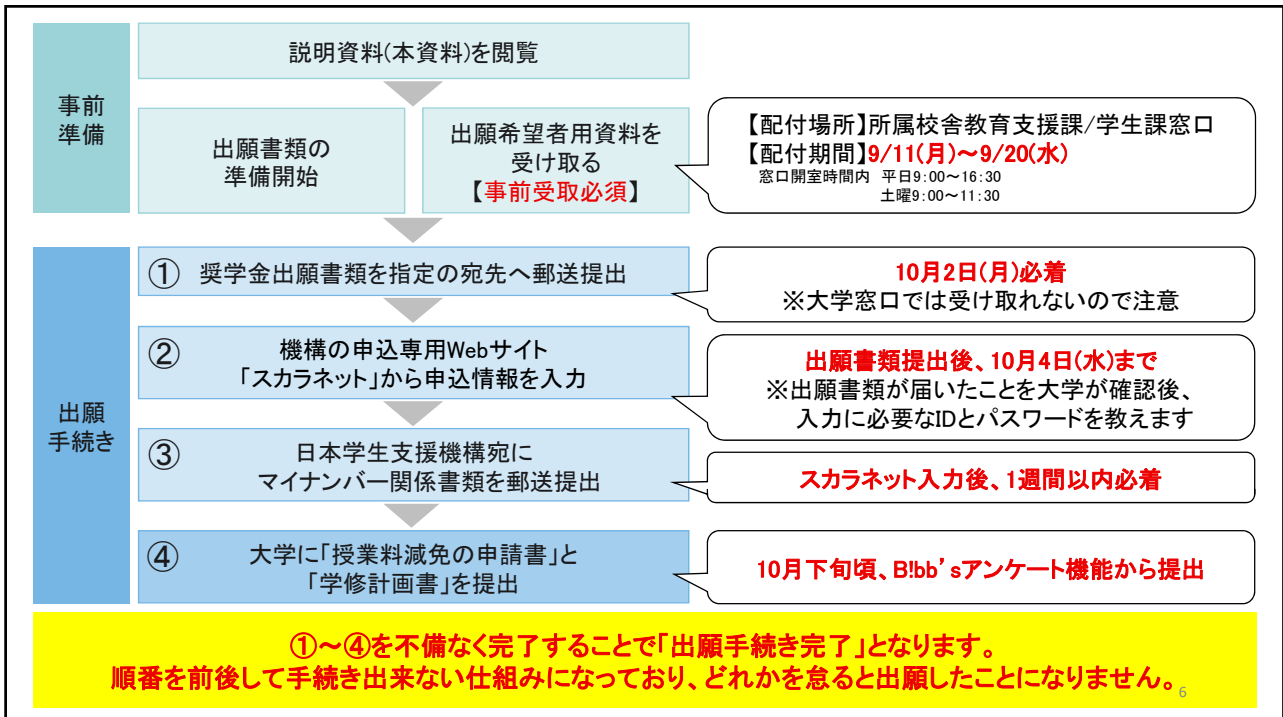 説明資料(本資料)を閲覧
事前
準備
出願書類の
準備開始
出願希望者用資料を
受け取る
【事前受取必須】
【配付場所】所属校舎教育支援課/学生課窓口
【配付期間】9/11(月)～9/20(水)
窓口開室時間内 平日9:00～16:30
土曜9:00～11:30
出願
手続き
① 奨学金出願書類を指定の宛先へ郵送提出
10月2日(月)必着
※大学窓口では受け取れないので注意
② 機構の申込専用Webサイト
「スカラネット」から申込情報を入力
出願書類提出後、10月4日(水)まで
※出願書類が届いたことを大学が確認後、
入力に必要なIDとパスワードを教えます
③ 日本学生支援機構宛に
マイナンバー関係書類を郵送提出
スカラネット入力後、1週間以内必着
④ 大学に「授業料減免の申請書」と
「学修計画書」を提出
10月下旬頃、B!bb'sアンケート機能から提出
①～④を不備なく完了することで「出願手続き完了」となります。
順番を前後して手続き出来ない仕組みになっており、どれかを怠ると出願したことになりません。
6